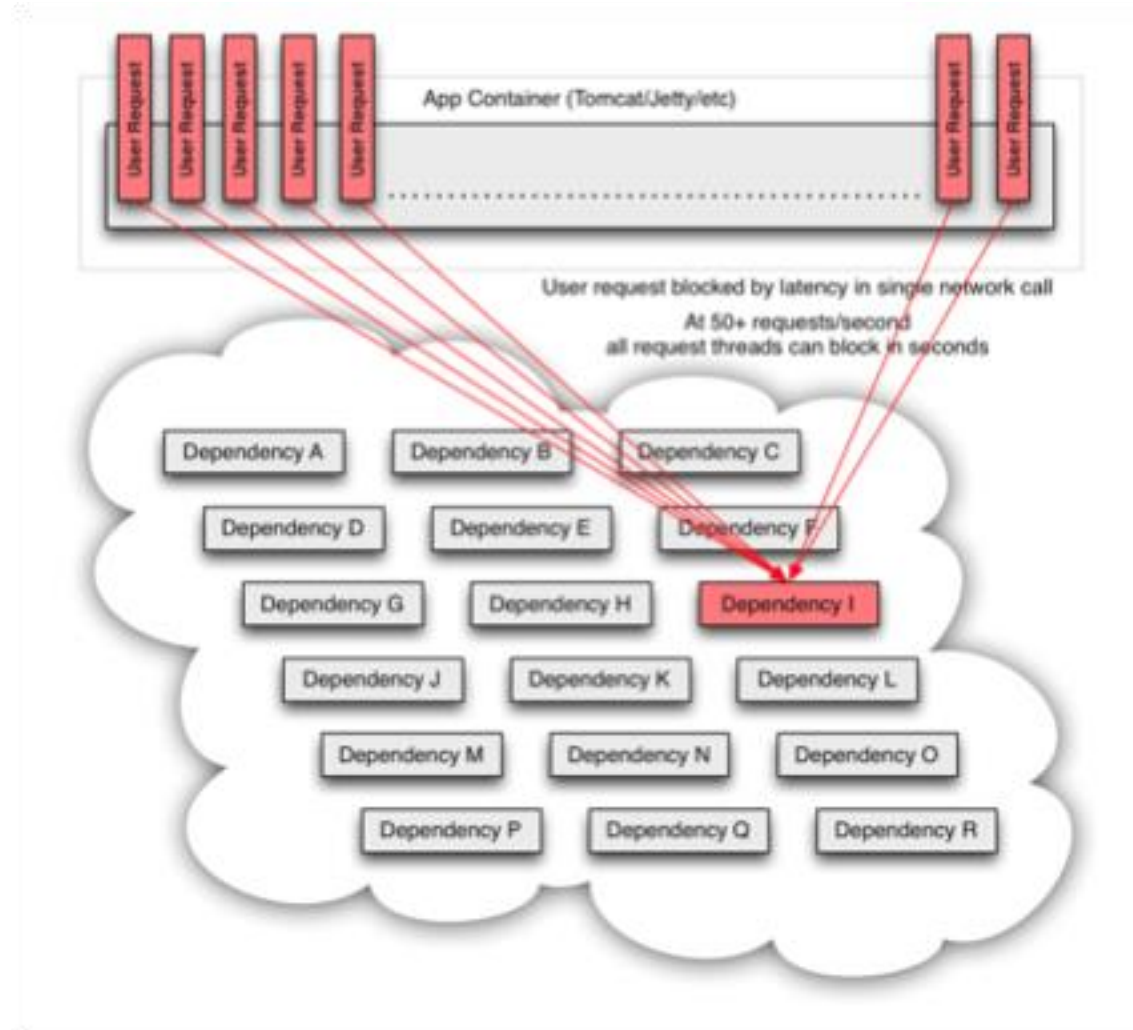 User Request
User Request
User Request
User Request
User Request
User Request
User Request
App Container (Tomcat/Jetty/etc)
User request blocked by latency in single network call
At 50+ requests/second
all request threads can block in seconds
Dependency A
Dependency B
Dependency C
Dependency D
Dependency E
Dependency F
Dependency G
Dependency H
Dependency I
Dependency J
Dependency K
Dependency L
Dependency M
Dependency N
Dependency O
Dependency P
Dependency Q
Dependency R